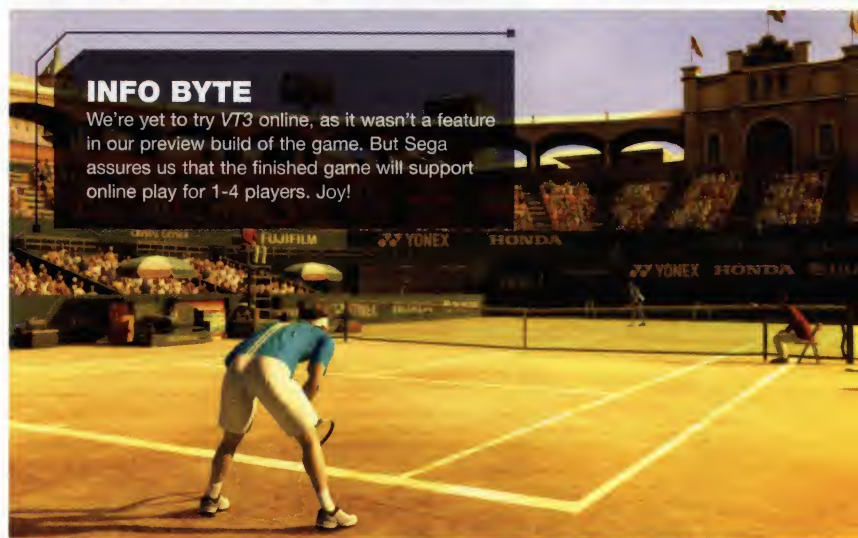 INFO BYTE
We're yet to try VT3 online, as it wasn't a feature
in our preview build of the game. But Sega
assures us that the finished game will support
online play for 1-4 players. Joy!
FUJIFILM
YONEX HONDA
YONEX HONDA